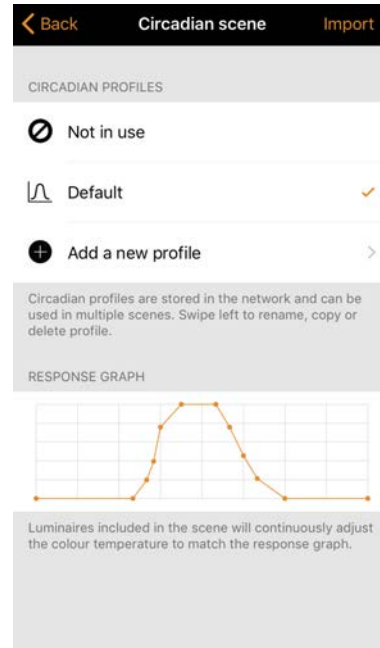 Back Circadian scene Import
CIRCADIAN PROFILES
Not in use
Default
Add a new profile
Circadian profiles are stored in the network and can be
used in multiple scenes. Swipe left to rename, copy or
delete profile.
RESPONSE GRAPH
Luminaires included in the scene will continuously adjust
the colour temperature to match the response graph.